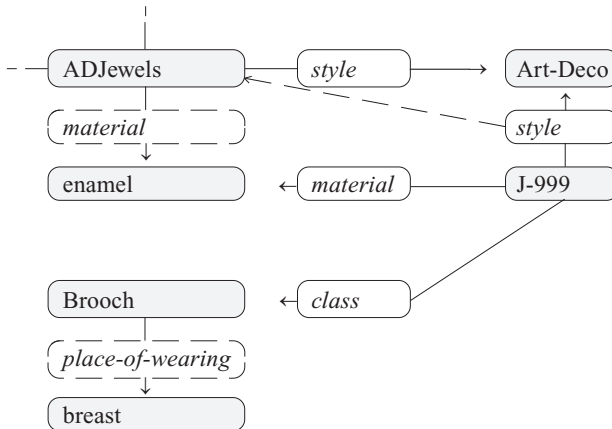 ADJewels style Art-Deco
material style
enamel material J-999
Brooch class
place-of-wearing
breast